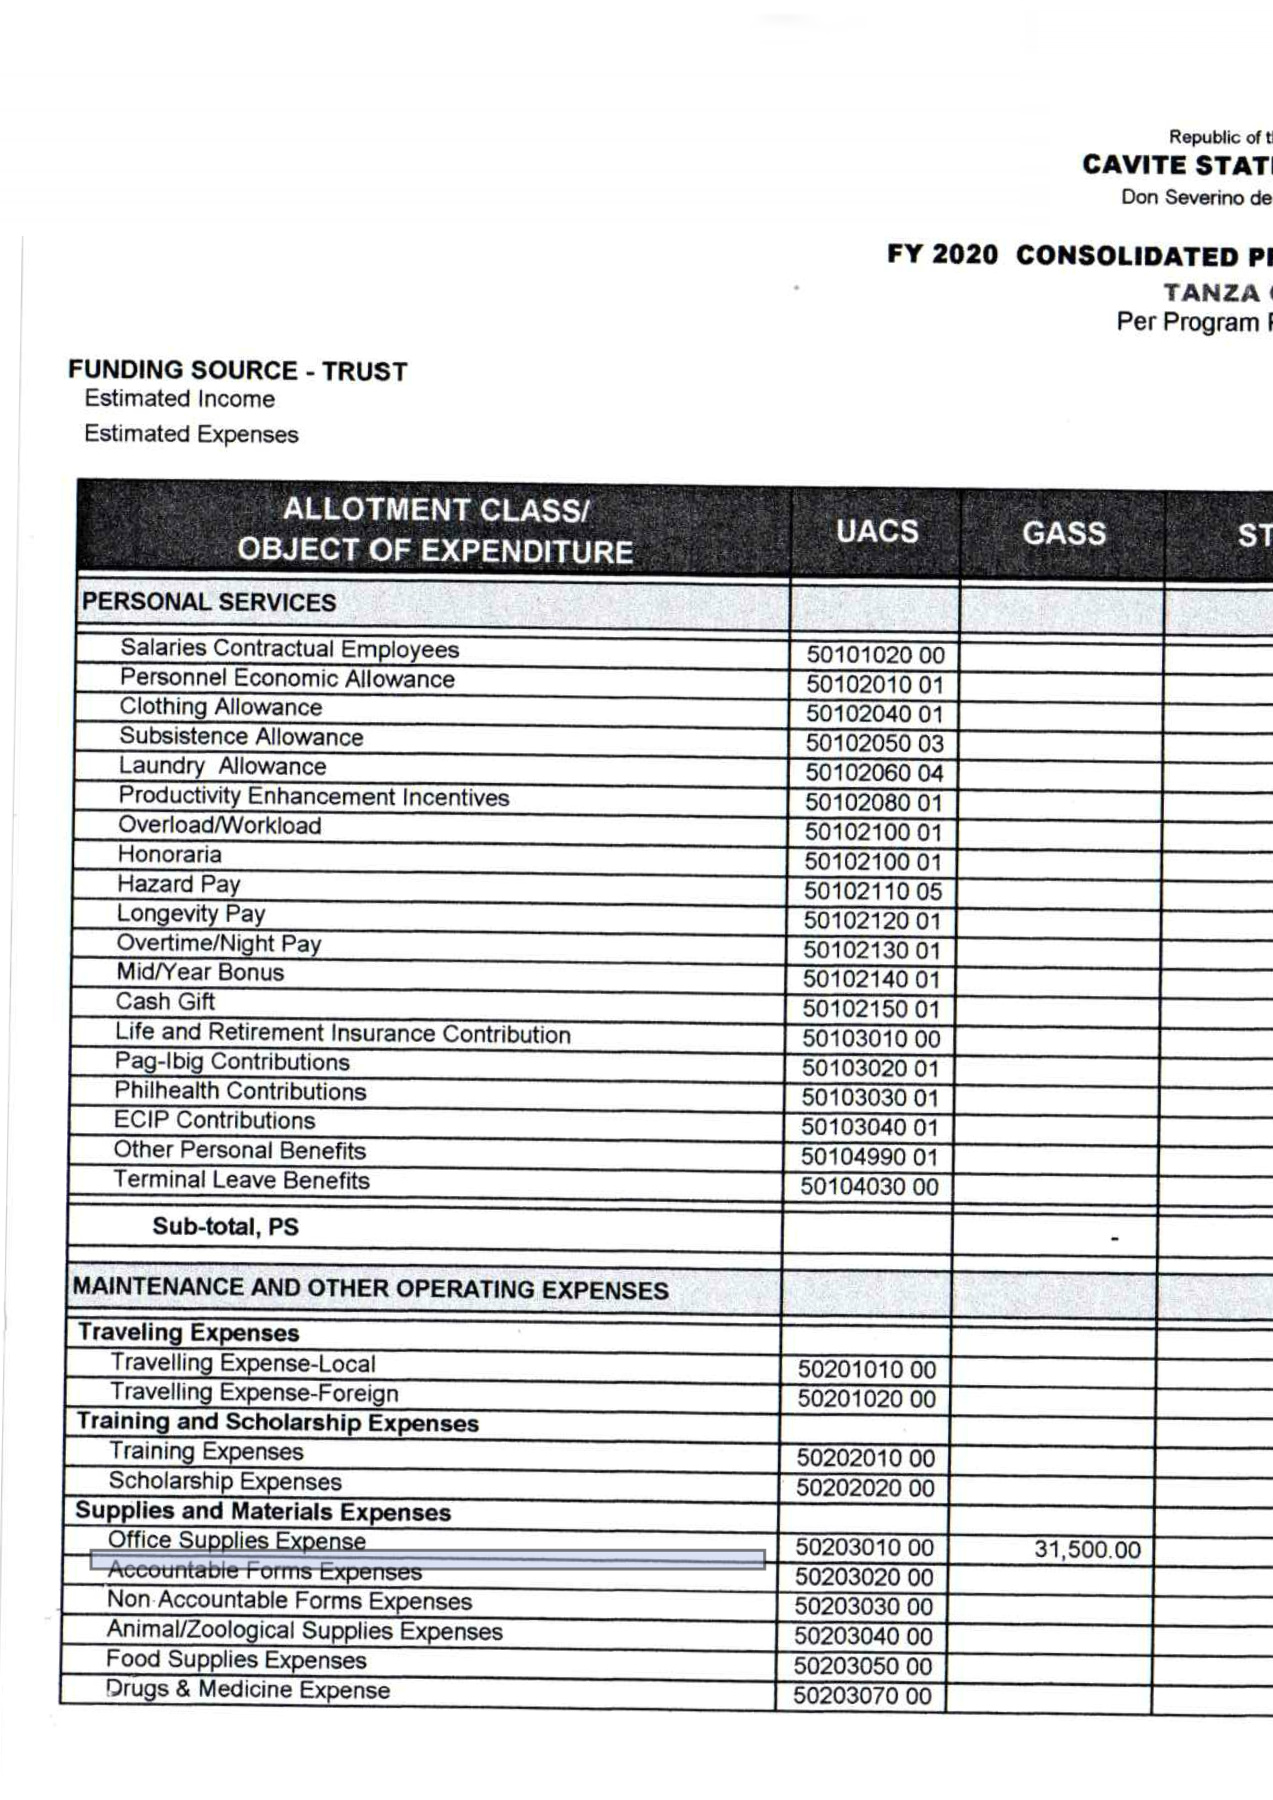 Republic of
CAVITE
Don Severino de
FY 2020 CONSOLIDATED
TANZA
Per Program
FUNDING SOURCE - TRUST
Estimated Income
Estimated Expenses
ALLOTMENT CLASS/ OBJECT OF EXPENDITURE UACS GASS
PERSONAL SERVICES
Salaries Contractual Employees 50101020 00
Personnel Economic Allowance 50102010 01
Clothing Allowance 50102040 01
Subsistence Allowance 50102050 03
Laundry Allowance 50102060 04
Productivity Enhancement Incentives 50102080 01
Overload/Workload 50102100 01
Honoraria 50102100 01
Hazard Pay 50102110 05
Longevity Pay 50102120 01
Overtime/Night Pay 50102130 01
Mid/Year Bonus 50102140 01
Cash Gift 50102150 01
Life and Retirement Insurance Contribution 50103010 00
Pag-Ibig Contributions 50103020 01
Philhealth Contributions 50103030 01
ECIP Contributions 50103040 01
Other Personal Benefits 50104990 01
Terminal Leave Benefits 50104030 00
Sub-total, PS -
MAINTENANCE AND OTHER OPERATING EXPENSES
Traveling Expenses
Travelling Expense-Local 50201010 00
Travelling Expense-Foreign 50201020 00
Training and Scholarship Expenses
Training Expenses 50202010 00
Scholarship Expenses 50202020 00
Supplies and Materials Expenses
Office Supplies Expense 50203010 00 31,500.00
Accountable Forms Expenses 50203020 00
Non-Accountable Forms Expenses 50203030 00
Animal/Zoological Supplies Expenses 50203040 00
Food Supplies Expenses 50203050 00
Drugs & Medicine Expense 50203070 00